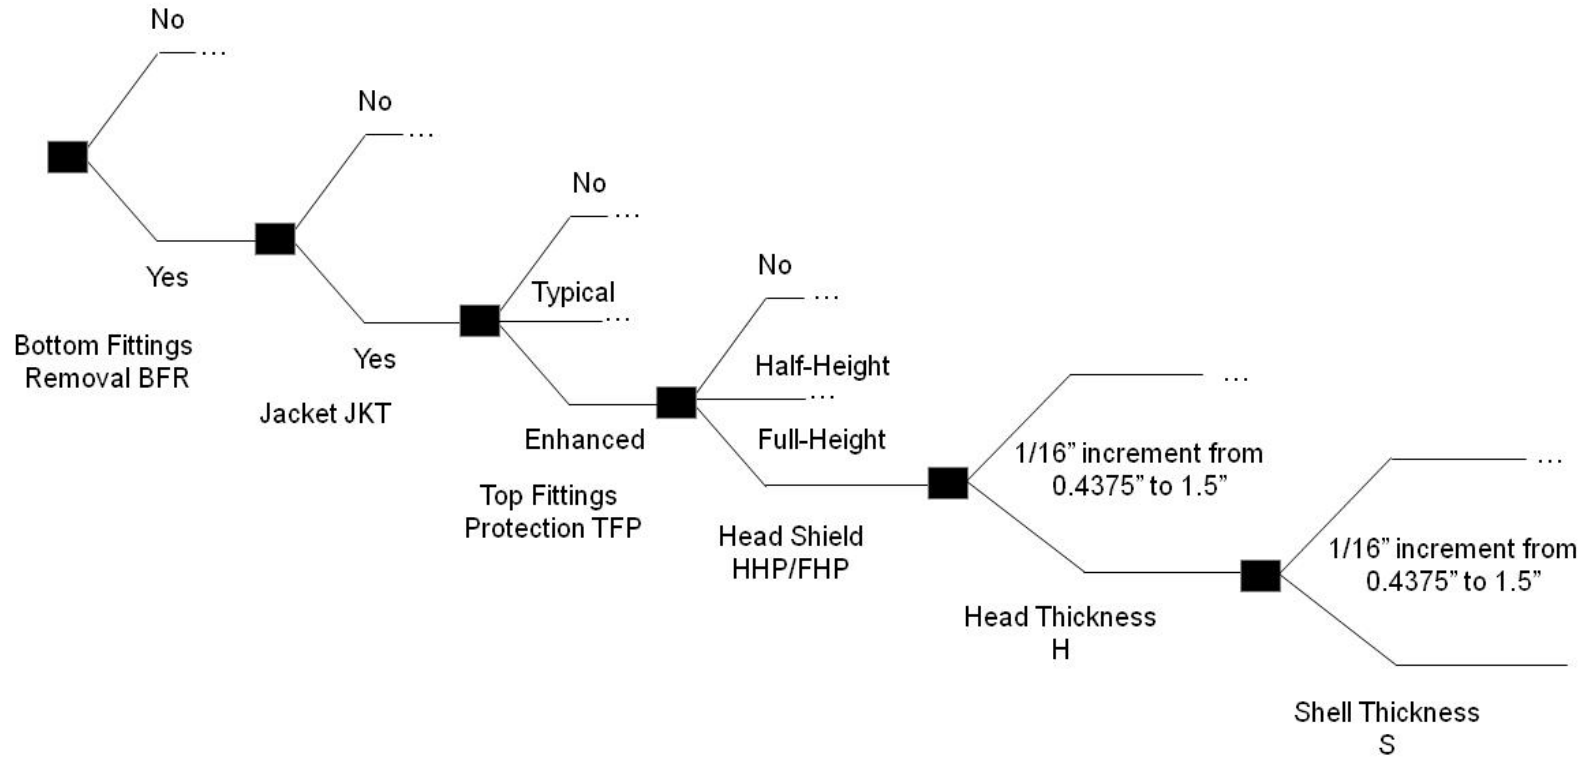 No
...
Yes
Bottom Fittings
Removal BFR
No
...
Yes
Jacket JKT
No
...
Typical
...
Enhanced
Top Fittings
Protection TFP
No
...
Half-Height
...
Full-Height
Head Shield
HHP/FHP
...
1/16” increment from
0.4375” to 1.5”
Head Thickness
H
...
1/16” increment from
0.4375” to 1.5”
Shell Thickness
S